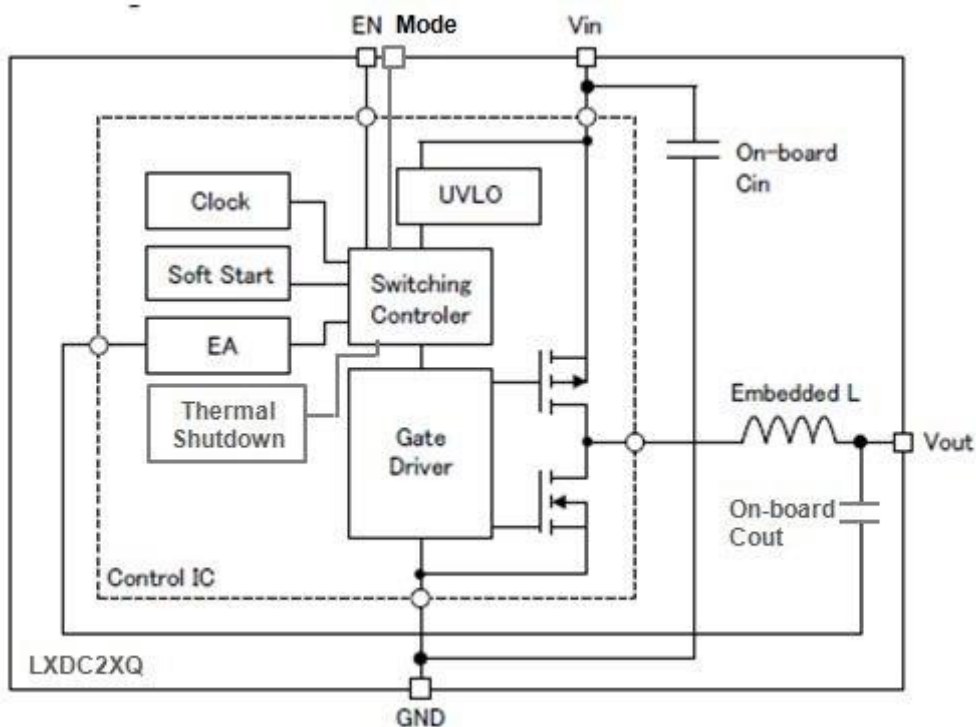 EN Mode Vin
On-board
Cin
UVLO
Clock
Soft Start
Switching
Controler
EA
Thermal
Shutdown
Gate
Driver
Embedded L
Vout
On-board
Cout
Control IC
LXDC2XQ
GND